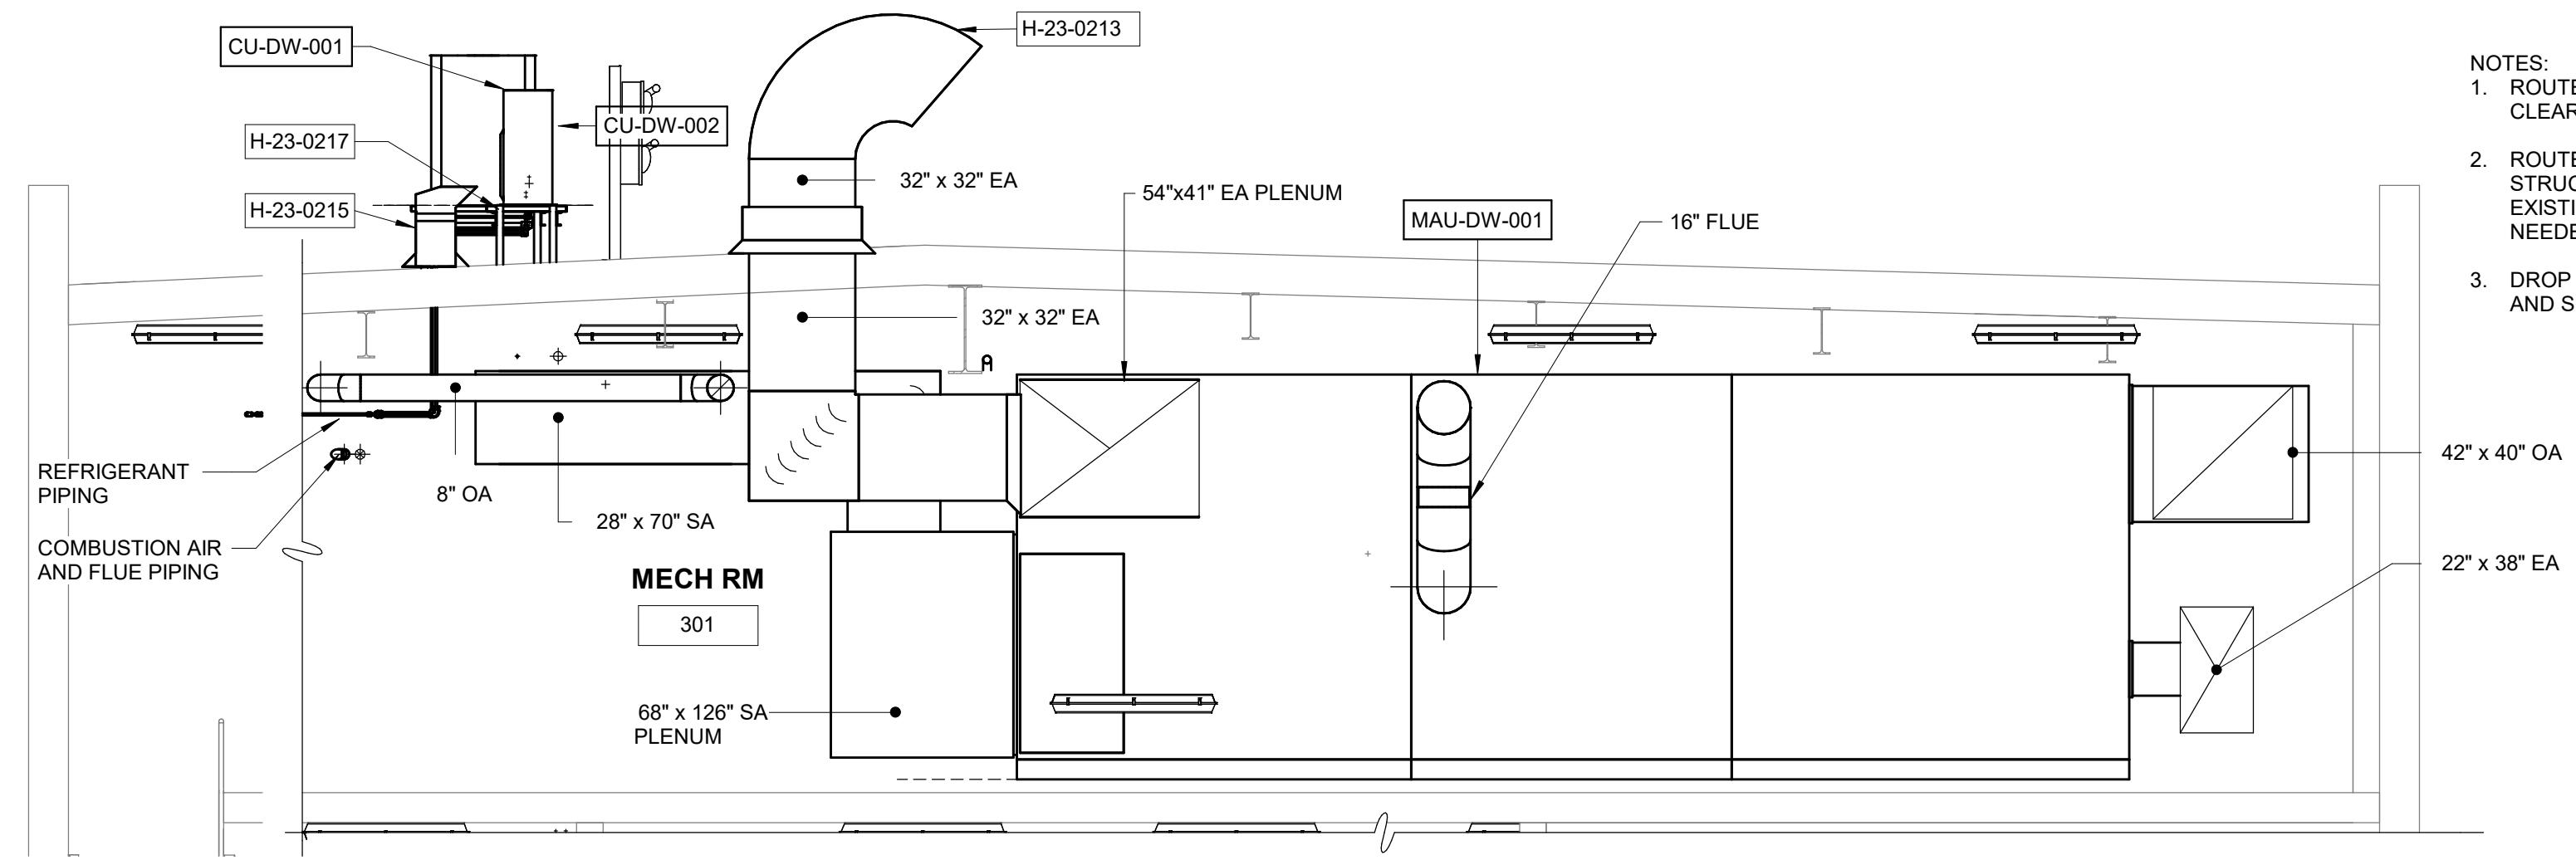 CU-DW-001
H-23-0213
CU-DW-002
H-23-0217
H-23-0215
32" x 32" EA
54"x41" EA PLENUM
MAU-DW-001
16" FLUE
32" x 32" EA
REFRIGERANT
PIPING
8" OA
28" x 70" SA
COMBUSTION AIR
AND FLUE PIPING
MECH RM
301
68" x 126" SA
PLENUM
42" x 40" OA
22" x 38" EA
NOTES:
1. ROUTE
CLEAR
2. ROUTE
STRUC
EXISTI
NEEDE
3. DROP
AND S